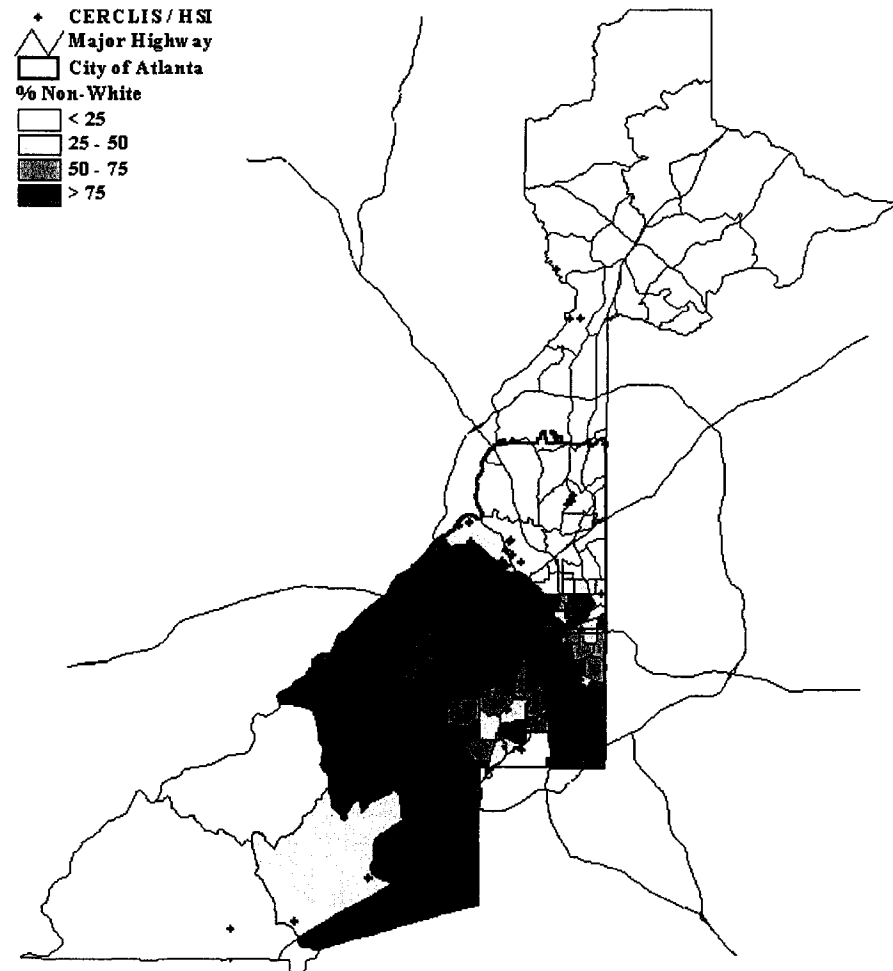 CERCLIS / HSI
Major Highway
City of Atlanta
% Non-White
< 25
25 - 50
50 - 75
> 75